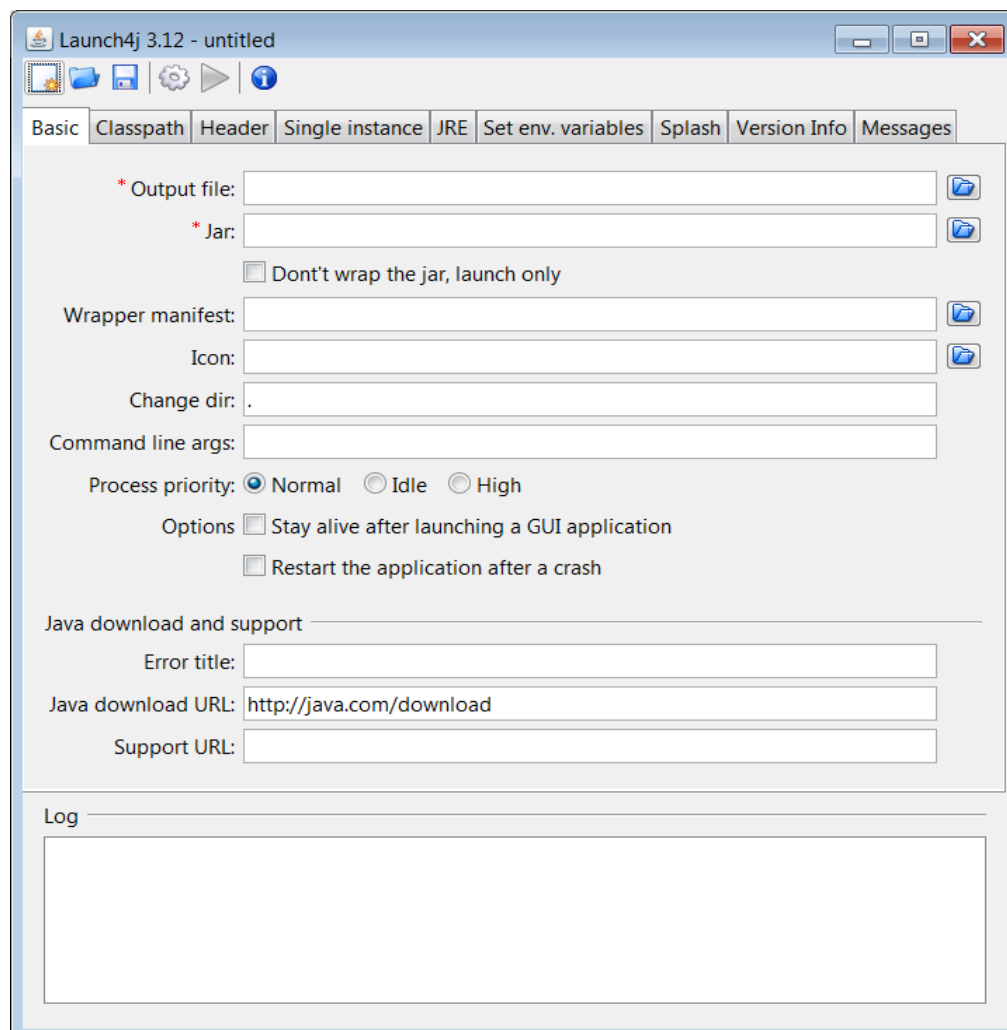 Launch4j 3.12 - untitled
Basic Classpath Header Single instance JRE Set env. variables Splash Version Info Messages
* Output file:
* Jar:
Dont't wrap the jar, launch only
Wrapper manifest:
Icon:
Change dir: .
Command line args:
Process priority: Normal Idle High
Options Stay alive after launching a GUI application
Restart the application after a crash
Java download and support
Error title:
Java download URL: http://java.com/download
Support URL:
Log